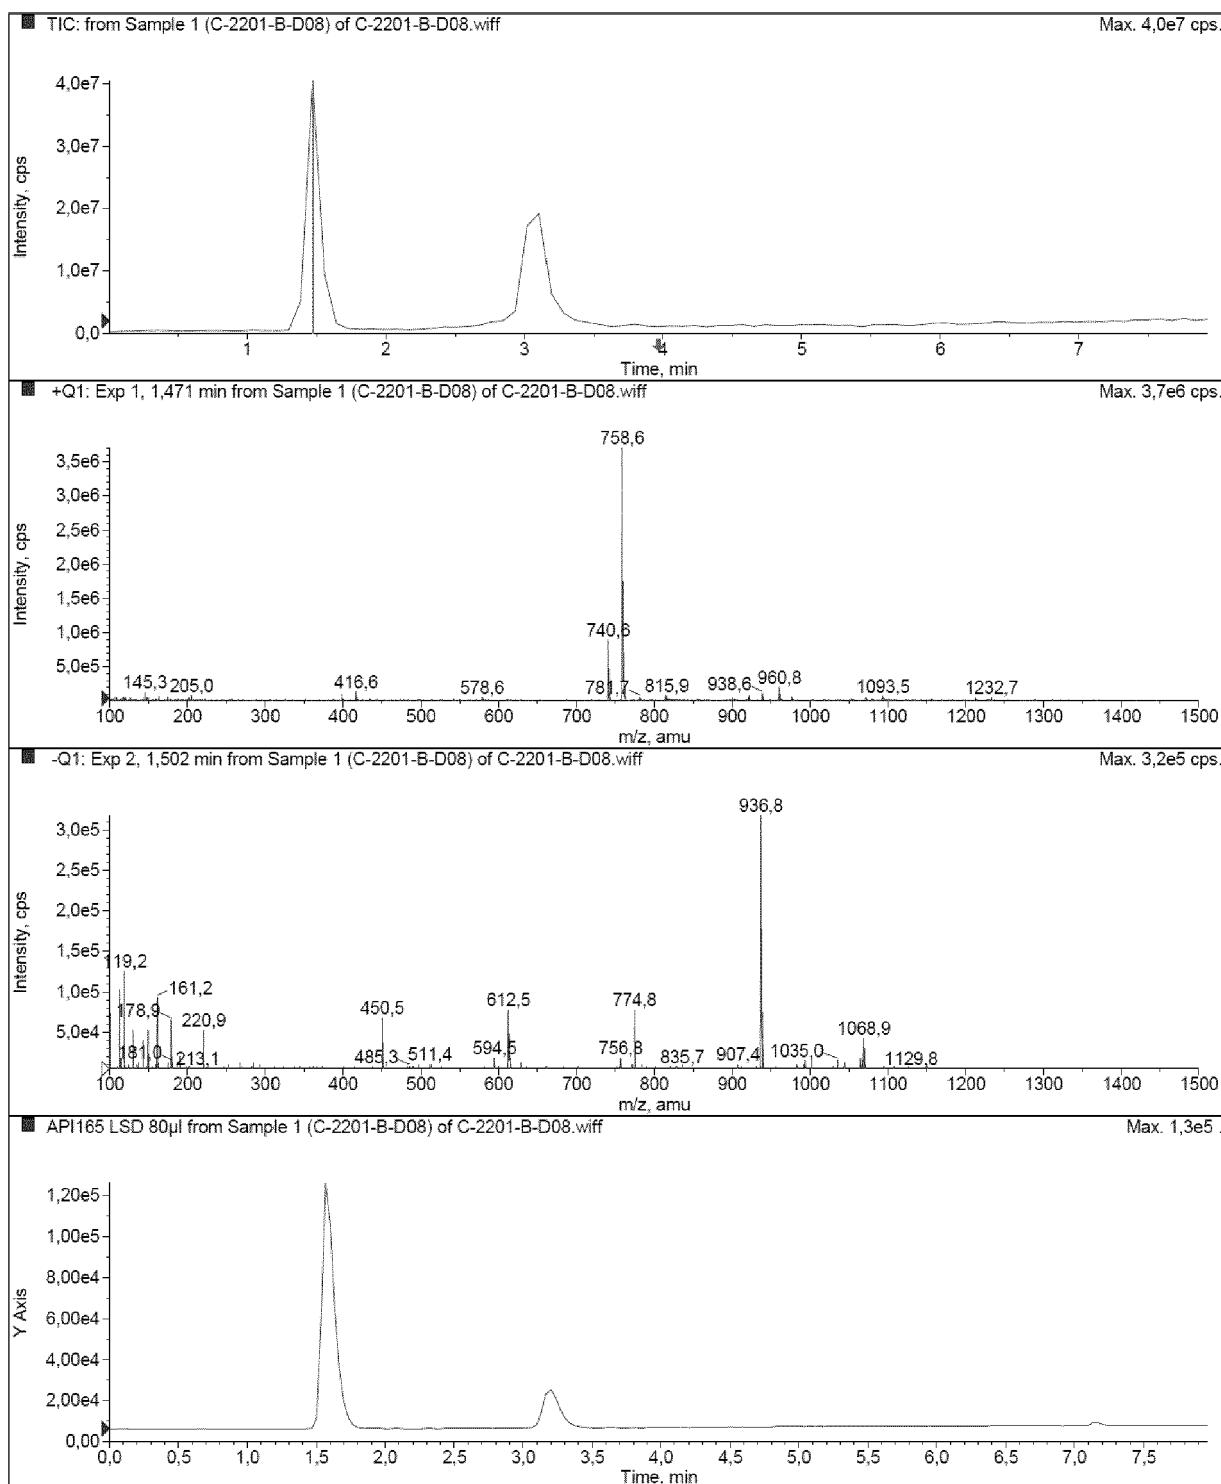 TIC: from Sample 1 (C-2201-B-D08) of C-2201-B-D08.wiff Max. 4,0e7 cps.
4,0e7
3,0e7
2,0e7
1,0e7
0,0
Intensity, cps
1 2 3 4 5 6 7
Time, min
+Q1: Exp 1, 1,471 min from Sample 1 (C-2201-B-D08) of C-2201-B-D08.wiff Max. 3,7e6 cps.
758,6
3,5e6
3,0e6
2,5e6
2,0e6
1,5e6
1,0e6
5,0e5
Intensity, cps
740,6
145,3 205,0 416,6 578,6 781,7 815,9 938,6 960,8 1093,5 1232,7
100 200 300 400 500 600 700 800 900 1000 1100 1200 1300 1400 1500
m/z, amu
-Q1: Exp 2, 1,502 min from Sample 1 (C-2201-B-D08) of C-2201-B-D08.wiff Max. 3,2e5 cps.
936,8
3,0e5
2,5e5
2,0e5
1,5e5
1,0e5
5,0e4
Intensity, cps
119,2
161,2
178,9 220,9 450,5 612,5 774,8
181,0 213,1 485,3 511,4 594,5 756,8 835,7 907,4 1035,0 1068,9 1129,8
100 200 300 400 500 600 700 800 900 1000 1100 1200 1300 1400 1500
m/z, amu
API165 LSD 80µl from Sample 1 (C-2201-B-D08) of C-2201-B-D08.wiff Max. 1,3e5 .
1,20e5
1,00e5
8,00e4
6,00e4
4,00e4
2,00e4
0,00
Y Axis
0,0 0,5 1,0 1,5 2,0 2,5 3,0 3,5 4,0 4,5 5,0 5,5 6,0 6,5 7,0 7,5
Time, min